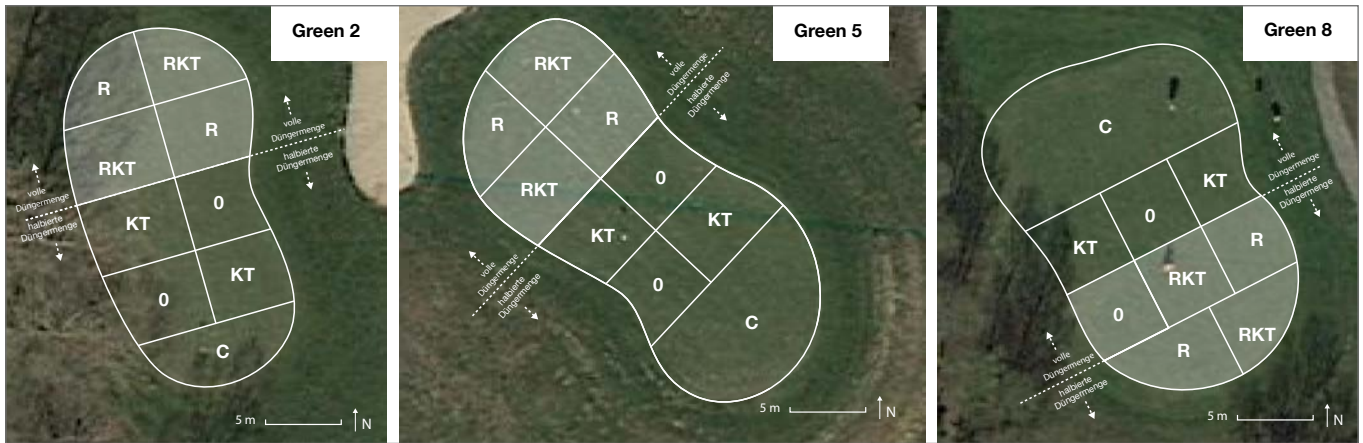 Green 2
RKT
R
R
RKT
volle
Düngermenge
halbierte
Düngermenge
volle
Düngermenge
halbierte
Düngermenge
0
KT
KT
0
C
5 m
N
Green 5
RKT
R
R
RKT
volle
Düngermenge
halbierte
Düngermenge
0
KT
KT
0
C
volle
Düngermenge
halbierte
Düngermenge
5 m
N
Green 8
C
KT
0
KT
volle
Düngermenge
halbierte
Düngermenge
R
RKT
0
R
RKT
volle
Düngermenge
halbierte
Düngermenge
5 m
N